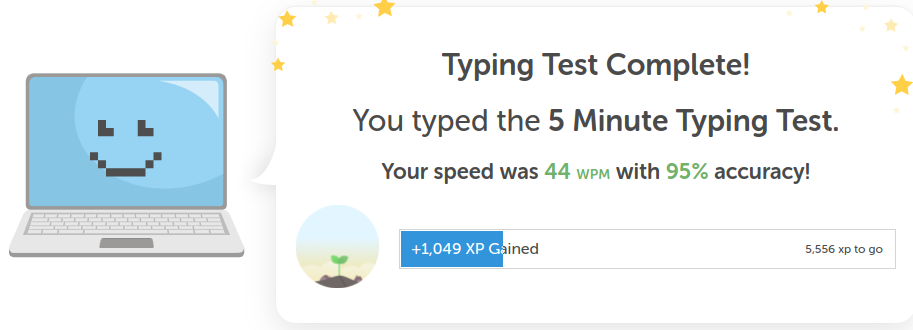 Typing Test Complete!
You typed the 5 Minute Typing Test.
Your speed was 44 WPM with 95% accuracy!
+1,049 XP Gained 5,556 xp to go